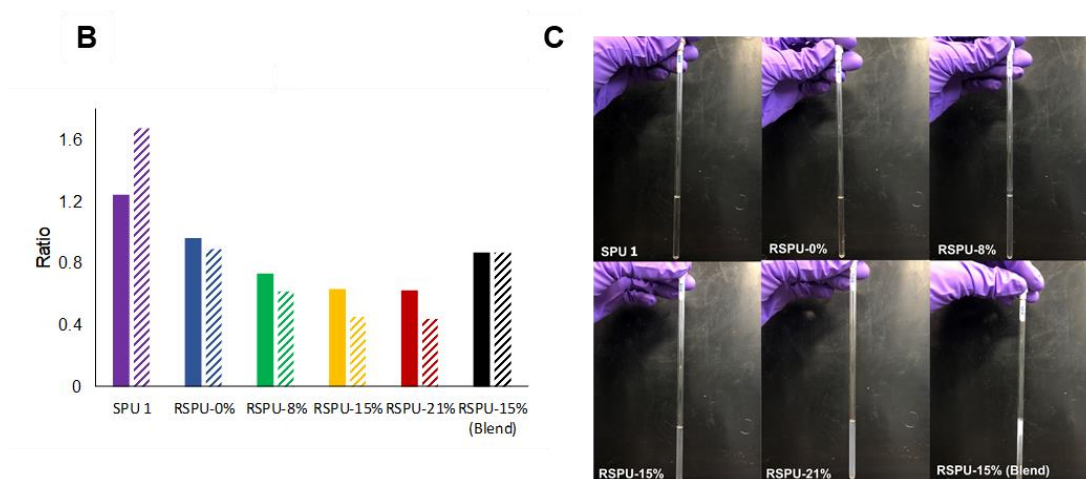 B
C
1.6
1.2
0.8
0.4
0
Ratio
SPU 1
RSPU-0%
RSPU-8%
RSPU-15%
RSPU-21%
RSPU-15%
(Blend)
SPU 1
RSPU-0%
RSPU-8%
RSPU-15%
RSPU-21%
RSPU-15% (Blend)